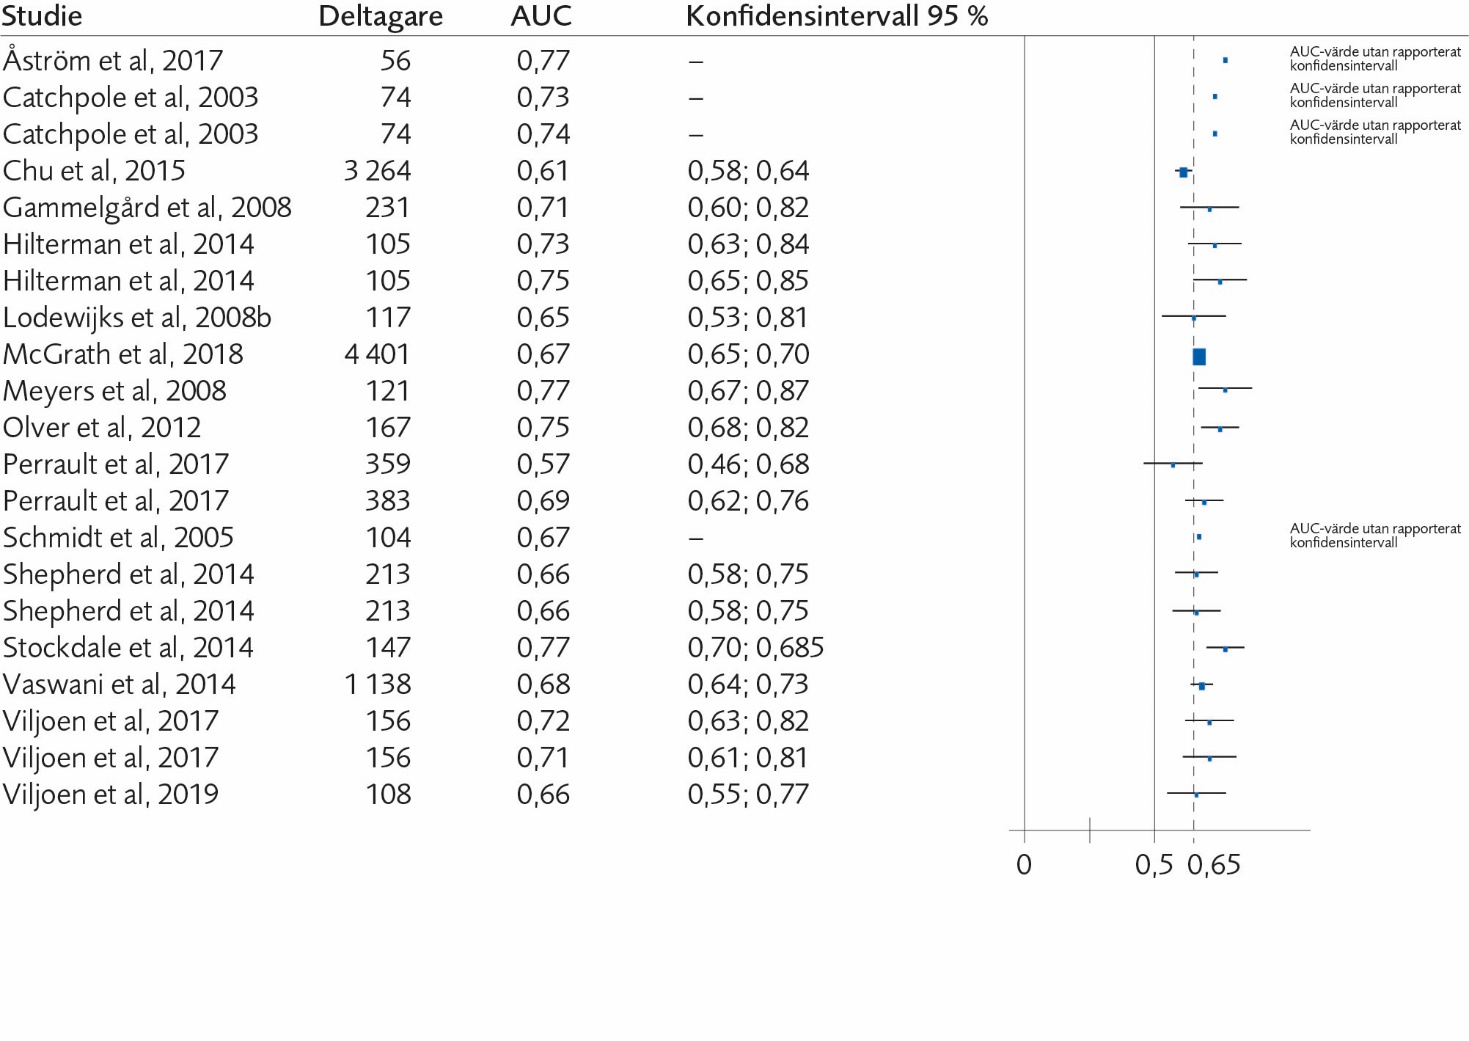 Studie Deltagare AUC Konfidensintervall 95 %
Åström et al, 2017 56 0,77 – AUC-värde utan rapporterat
konfidensintervall
Catchpole et al, 2003 74 0,73 – AUC-värde utan rapporterat
konfidensintervall
Catchpole et al, 2003 74 0,74 – AUC-värde utan rapporterat
konfidensintervall
Chu et al, 2015 3 264 0,61 0,58; 0,64
Gammelgård et al, 2008 231 0,71 0,60; 0,82
Hilterman et al, 2014 105 0,73 0,63; 0,84
Hilterman et al, 2014 105 0,75 0,65; 0,85
Lodewijks et al, 2008b 117 0,65 0,53; 0,81
McGrath et al, 2018 4 401 0,67 0,65; 0,70
Meyers et al, 2008 121 0,77 0,67; 0,87
Olver et al, 2012 167 0,75 0,68; 0,82
Perrault et al, 2017 359 0,57 0,46; 0,68
Perrault et al, 2017 383 0,69 0,62; 0,76
Schmidt et al, 2005 104 0,67 – AUC-värde utan rapporterat
konfidensintervall
Shepherd et al, 2014 213 0,66 0,58; 0,75
Shepherd et al, 2014 213 0,66 0,58; 0,75
Stockdale et al, 2014 147 0,77 0,70; 0,685
Vaswani et al, 2014 1 138 0,68 0,64; 0,73
Viljoen et al, 2017 156 0,72 0,63; 0,82
Viljoen et al, 2017 156 0,71 0,61; 0,81
Viljoen et al, 2019 108 0,66 0,55; 0,77
0 0,5 0,65